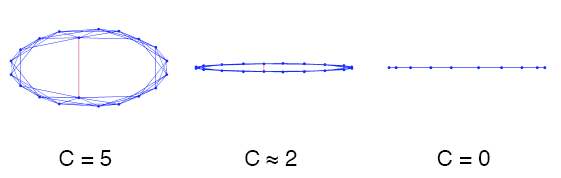 C = 5 C ≈ 2 C = 0